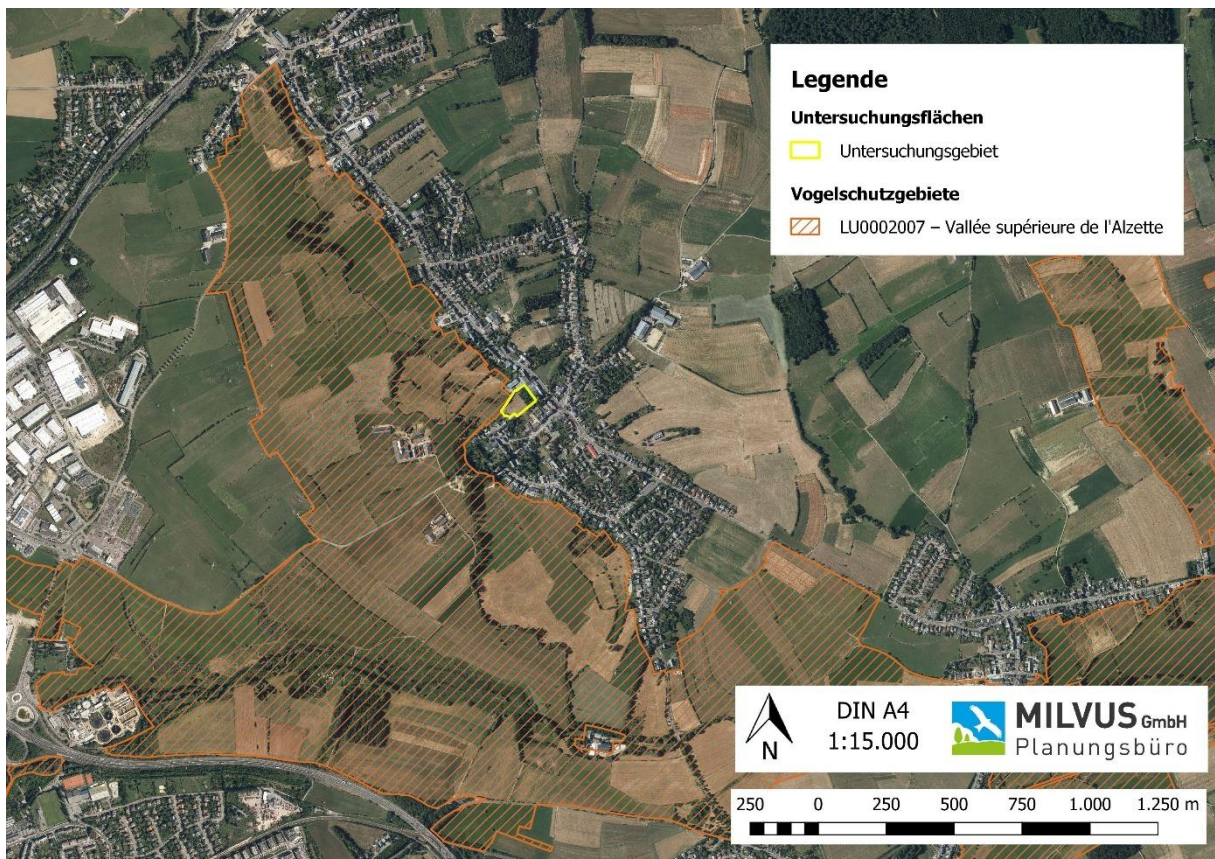 Legende
Untersuchungsflächen
Untersuchungsgebiet
Vogelschutzgebiete
LU0002007 – Vallée supérieure de l'Alzette
N
DIN A4
1:15.000
MILVUS GmbH
Planungsbüro
250 0 250 500 750 1.000 1.250 m